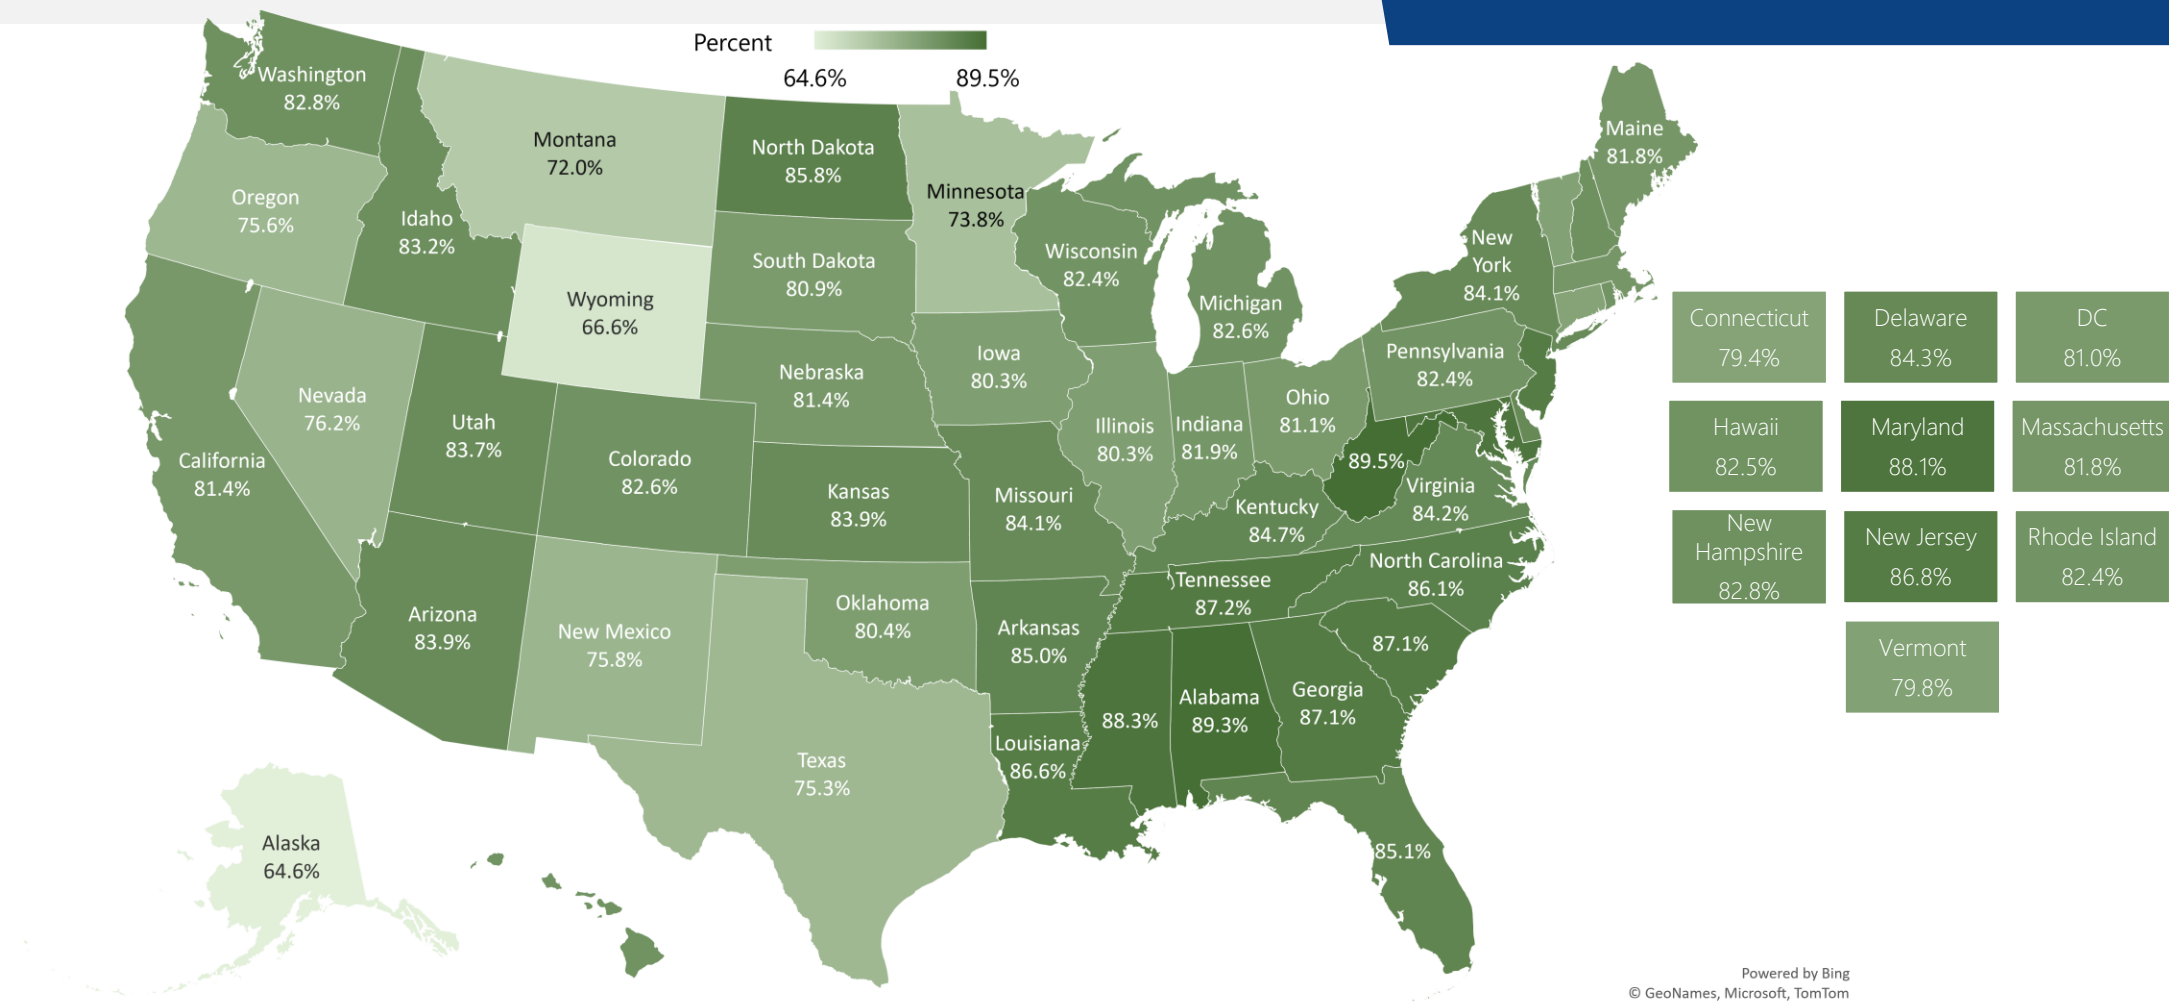 Percent
64.6%
89.5%
Washington
82.8%
Montana
72.0%
North Dakota
85.8%
Minnesota
73.8%
Maine
81.8%
Oregon
75.6%
Idaho
83.2%
Wyoming
66.6%
South Dakota
80.9%
Wisconsin
82.4%
Michigan
82.6%
New
York
84.1%
Nevada
76.2%
Utah
83.7%
Colorado
82.6%
Nebraska
81.4%
Iowa
80.3%
Illinois
80.3%
Indiana
81.9%
Ohio
81.1%
Pennsylvania
82.4%
California
81.4%
Kansas
83.9%
Missouri
84.1%
Kentucky
84.7%
89.5%
Virginia
84.2%
Arizona
83.9%
New Mexico
75.8%
Oklahoma
80.4%
Arkansas
85.0%
Tennessee
87.2%
North Carolina
86.1%
87.1%
Texas
75.3%
Louisiana
86.6%
88.3%
Alabama
89.3%
Georgia
87.1%
85.1%
Alaska
64.6%
Connecticut
79.4%
Delaware
84.3%
DC
81.0%
Hawaii
82.5%
Maryland
88.1%
Massachusetts
81.8%
New
Hampshire
82.8%
New Jersey
86.8%
Rhode Island
82.4%
Vermont
79.8%
Powered by Bing
© GeoNames, Microsoft, TomTom